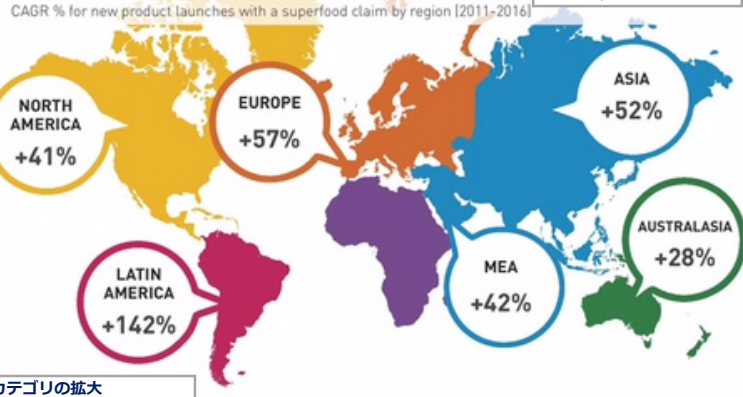 CAGR % for new product launches with a superfood claim by region (2011-2016)
NORTH
AMERICA
+41%
EUROPE
+57%
ASIA
+52%
LATIN
AMERICA
+142%
MEA
+42%
AUSTRALASIA
+28%
カテゴリの拡大